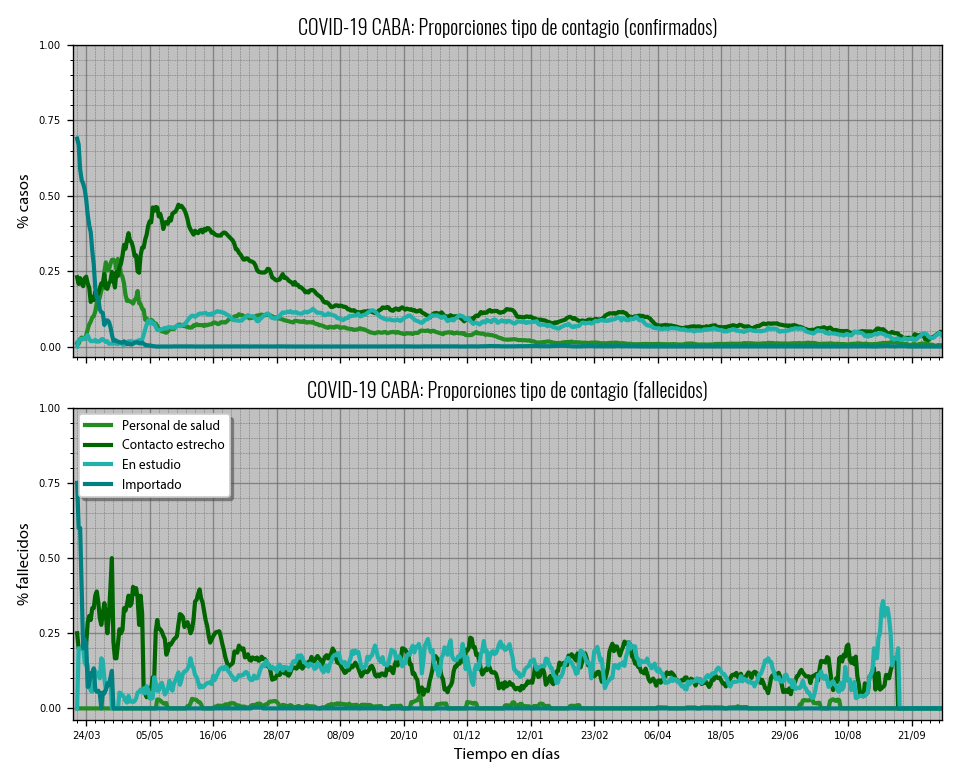 COVID-19 CABA: Proporciones tipo de contagio (confirmados)
1.00
0.75
0.50
0.25
0.00
% casos
COVID-19 CABA: Proporciones tipo de contagio (fallecidos)
1.00
0.75
0.50
0.25
0.00
% fallecidos
Personal de salud
Contacto estrecho
En estudio
Importado
24/03 05/05 16/06 28/07 08/09 20/10 01/12 12/01 23/02 06/04 18/05 29/06 10/08 21/09
Tiempo en días